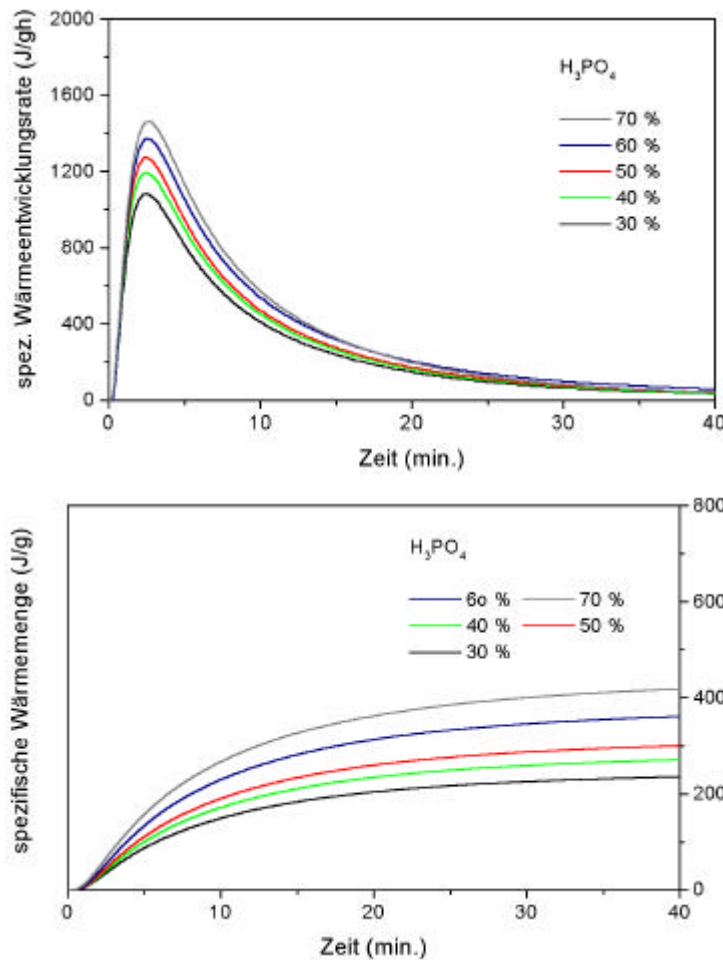 spez. Wärmeentwicklungsrate (J/gh)
2000
1600
1200
800
400
0
H₃PO₄
70 %
60 %
50 %
40 %
30 %
0 10 20 30 40
Zeit (min.)
spezifische Wärmemenge (J/g)
H₃PO₄
6o % 70 %
40 % 50 %
30 %
800
600
400
200
0
0 10 20 30 40
Zeit (min.)